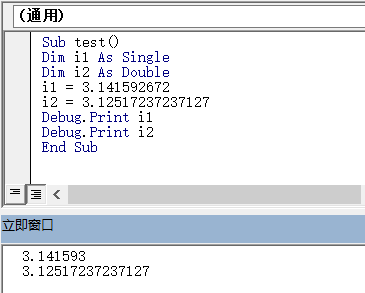 (通用)
Sub test()
Dim i1 As Single
Dim i2 As Double
i1 = 3.141592672
i2 = 3.12517237237127
Debug.Print i1
Debug.Print i2
End Sub
立即窗口
3.141593
3.12517237237127